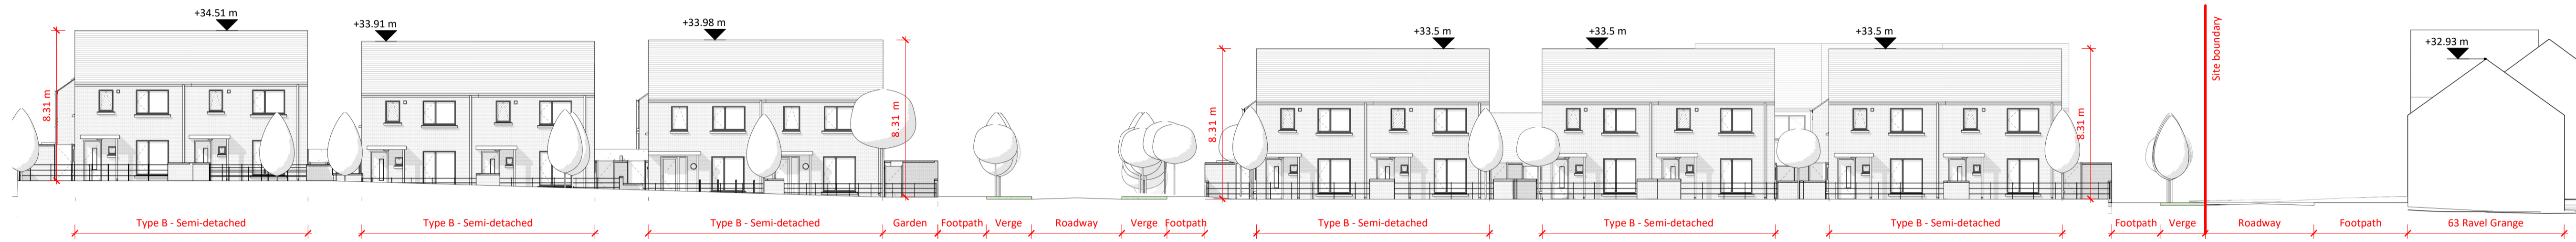 +34.51 m
+33.91 m
+33.98 m
+33.5 m
+33.5 m
+33.5 m
Site boundary
+32.93 m
8.31 m
8.31 m
8.31 m
8.31 m
Type B - Semi-detached
Type B - Semi-detached
Type B - Semi-detached
Garden
Footpath
Verge
Roadway
Verge
Footpath
Type B - Semi-detached
Type B - Semi-detached
Type B - Semi-detached
Footpath
Verge
Roadway
Footpath
63 Ravel Grange